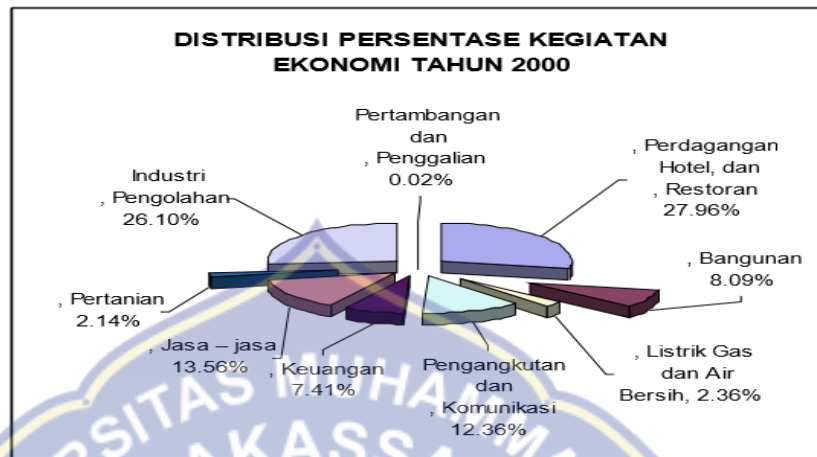 DISTRIBUSI PERSENTASE KEGIATAN
EKONOMI TAHUN 2000
Pertambangan
dan
, Penggalian
0.02%
, Perdagangan
Hotel, dan
, Restoran
27.96%
Industri
, Pengolahan
26.10%
, Bangunan
8.09%
, Pertanian
2.14%
, Jasa – jasa
13.56%
, Keuangan
7.41%
Pengangkutan
dan
, Komunikasi
12.36%
, Listrik Gas
dan Air
Bersih, 2.36%